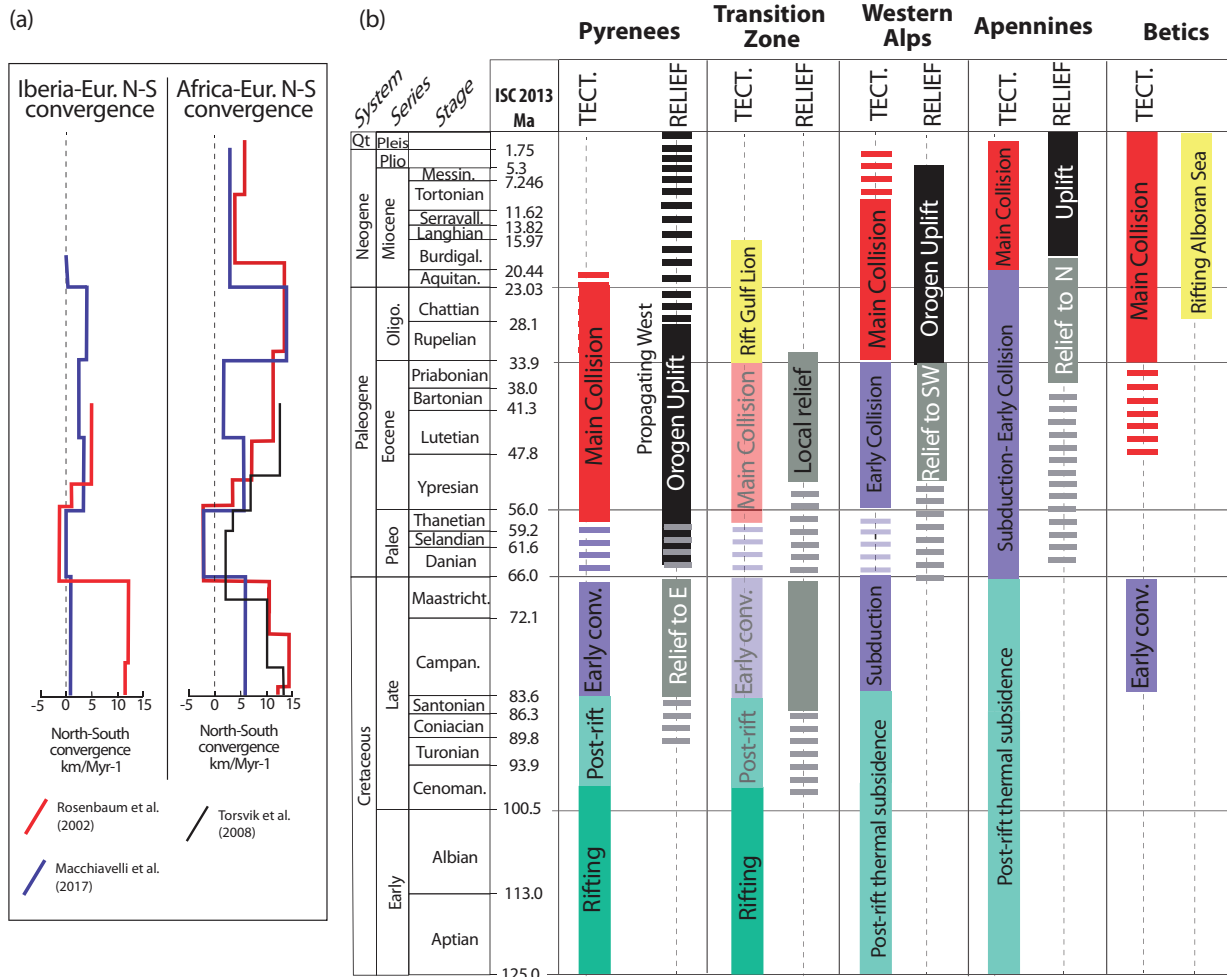 (a)
Iberia-Eur. N-S
convergence
Africa-Eur. N-S
convergence
-5 0 5 10 15
-5 0 5 10 15
North-South
convergence
km/Myr-1
North-South
convergence
km/Myr-1
Rosenbaum et al.
(2002)
Torsvik et al.
(2008)
Macchiavelli et al.
(2017)
(b)
Pyrenees
Transition
Zone
Western
Alps
Apennines
Betics
System
Series
Stage
ISC 2013
Ma
TECT.
RELIEF
TECT.
RELIEF
TECT.
RELIEF
TECT.
RELIEF
TECT.
Qt
Neogene
Paleogene
Cretaceous
Pleis
Plio
Miocene
Oligo.
Eocene
Paleo
Late
Early
Messin.
Tortonian
Serravall.
Langhian
Burdigal.
Aquitan.
Chattian
Rupelian
Priabonian
Bartonian
Lutetian
Ypresian
Thanetian
Selandian
Danian
Maastricht.
Campan.
Santonian
Coniacian
Turonian
Cenoman.
Albian
Aptian
1.75
5.3
7.246
11.62
13.82
15.97
20.44
23.03
28.1
33.9
38.0
41.3
47.8
56.0
59.2
61.6
66.0
72.1
83.6
86.3
89.8
93.9
100.5
113.0
125.0
Main Collision
Early conv.
Post-rift
Rifting
Propagating West
Orogen Uplift
Relief to E
Rift Gulf Lion
Main Collision
Early conv.
Post-rift
Rifting
Local relief
Main Collision
Early Collision
Subduction
Post-rift thermal subsidence
Orogen Uplift
Relief to SW
Main Collision
Subduction- Early Collision
Post-rift thermal subsidence
Uplift
Relief to N
Main Collision
Early conv.
Rifting Alboran Sea